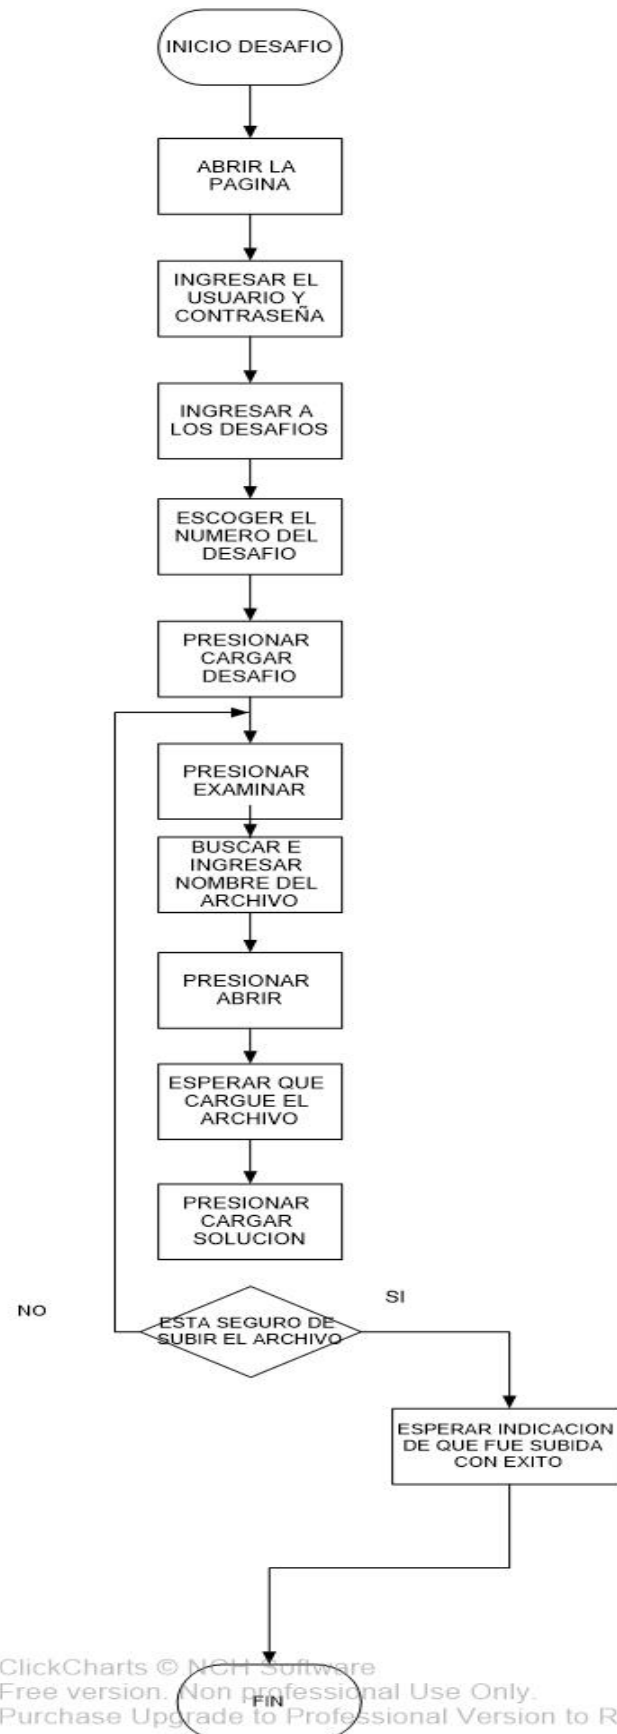 INICIO DESAFIO
ABRIR LA
PAGINA
INGRESAR EL
USUARIO Y
CONTRASEÑA
INGRESAR A
LOS DESAFIOS
ESCOGER EL
NUMERO DEL
DESAFIO
PRESIONAR
CARGAR
DESAFIO
PRESIONAR
EXAMINAR
BUSCAR E
INGRESAR
NOMBRE DEL
ARCHIVO
PRESIONAR
ABRIR
ESPERAR QUE
CARGUE EL
ARCHIVO
PRESIONAR
CARGAR
SOLUCION
NO
SI
ESTA SEGURO DE
SUBIR EL ARCHIVO
ESPERAR INDICACION
DE QUE FUE SUBIDA
CON EXITO
FIN
ClickCharts © NCH Software
Free version. Non professional Use Only.
Purchase Upgrade to Professional Version to R